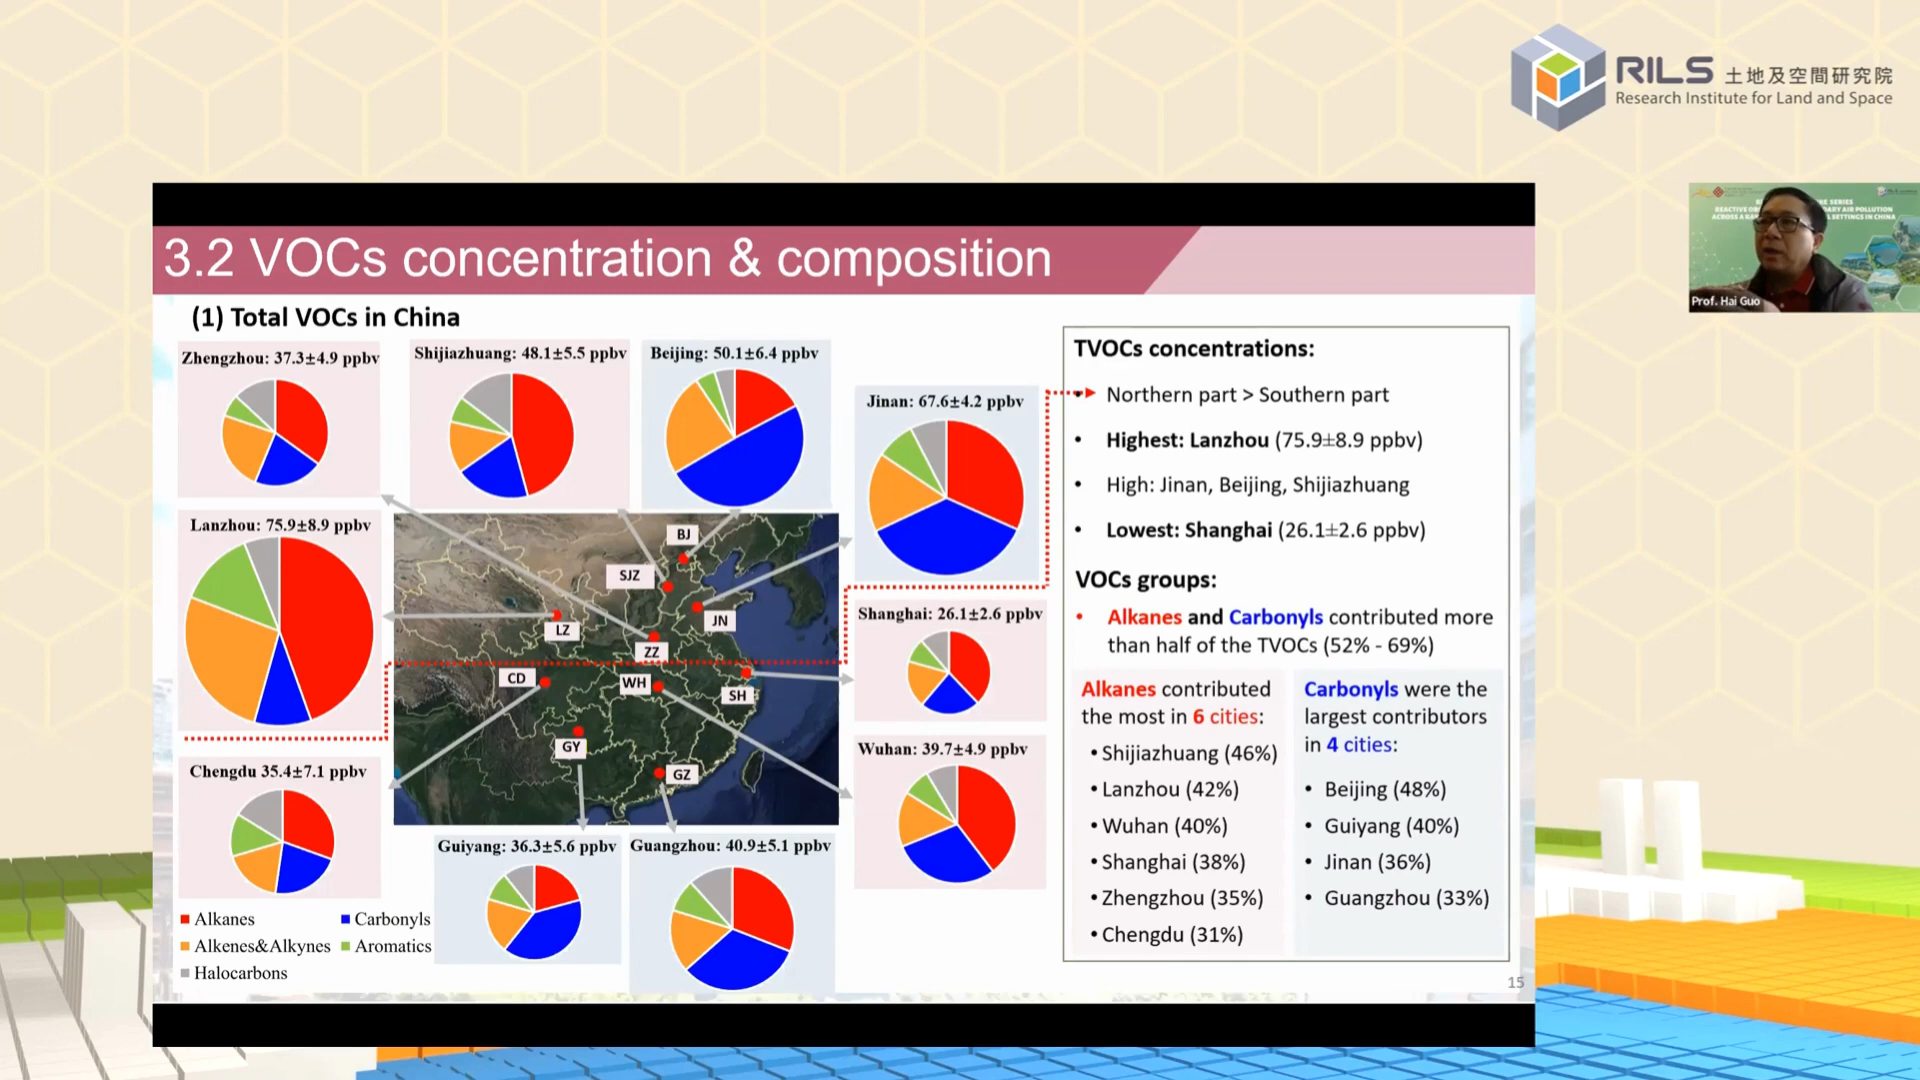 RILS 土地及空間研究院
Research Institute for Land and Space
SERIES
REACTIVE
ARY AIR POLLUTION
SETTINGS IN CHINA
Prof. Hai Guo
3.2 VOCs concentration & composition
(1) Total VOCs in China
Zhengzhou: 37.3±4.9 ppbv
Shijiazhuang: 48.1±5.5 ppbv
Beijing: 50.1±6.4 ppbv
Jinan: 67.6±4.2 ppbv
Lanzhou: 75.9±8.9 ppbv
BJ
SJZ
JN
LZ
ZZ
CD
WH
SH
GY
GZ
Shanghai: 26.1±2.6 ppbv
Wuhan: 39.7±4.9 ppbv
Chengdu 35.4±7.1 ppbv
Guiyang: 36.3±5.6 ppbv
Guangzhou: 40.9±5.1 ppbv
Alkanes
Carbonyls
Alkenes&Alkynes
Aromatics
Halocarbons
TVOCs concentrations:
Northern part > Southern part
• Highest: Lanzhou (75.9±8.9 ppbv)
• High: Jinan, Beijing, Shijiazhuang
• Lowest: Shanghai (26.1±2.6 ppbv)
VOCs groups:
• Alkanes and Carbonyls contributed more
than half of the TVOCs (52% - 69%)
Alkanes contributed
the most in 6 cities:
• Shijiazhuang (46%)
• Lanzhou (42%)
• Wuhan (40%)
• Shanghai (38%)
• Zhengzhou (35%)
• Chengdu (31%)
Carbonyls were the
largest contributors
in 4 cities:
• Beijing (48%)
• Guiyang (40%)
• Jinan (36%)
• Guangzhou (33%)
15